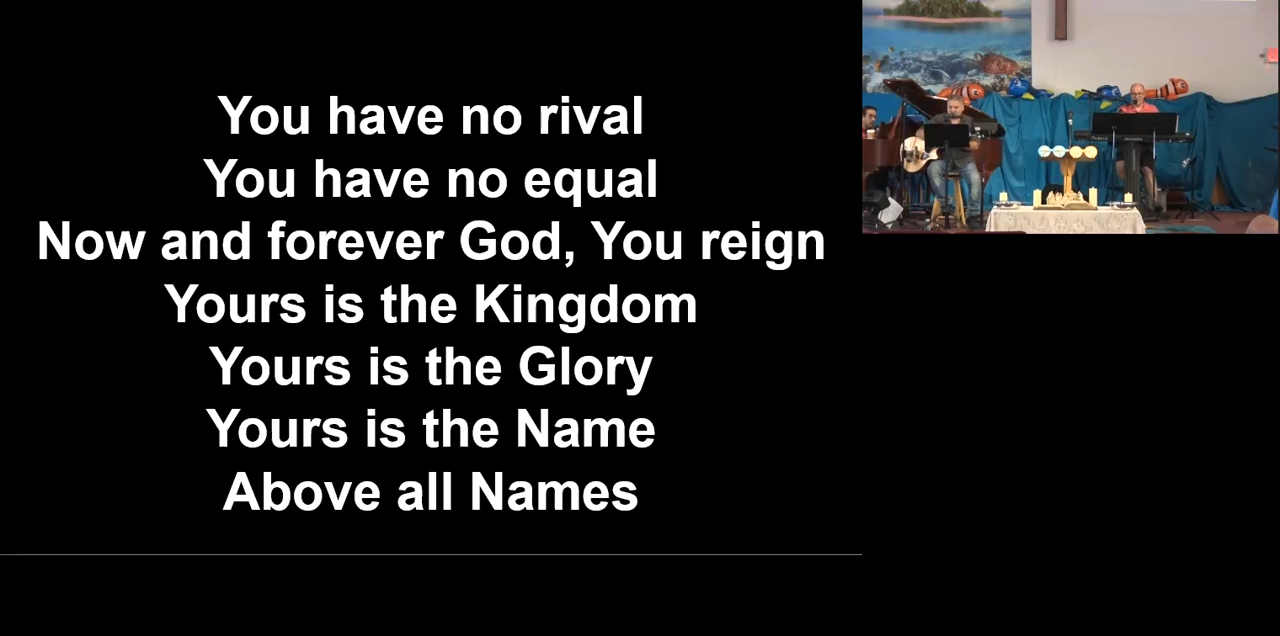 You have no rival
You have no equal
Now and forever God, You reign
Yours is the Kingdom
Yours is the Glory
Yours is the Name
Above all Names